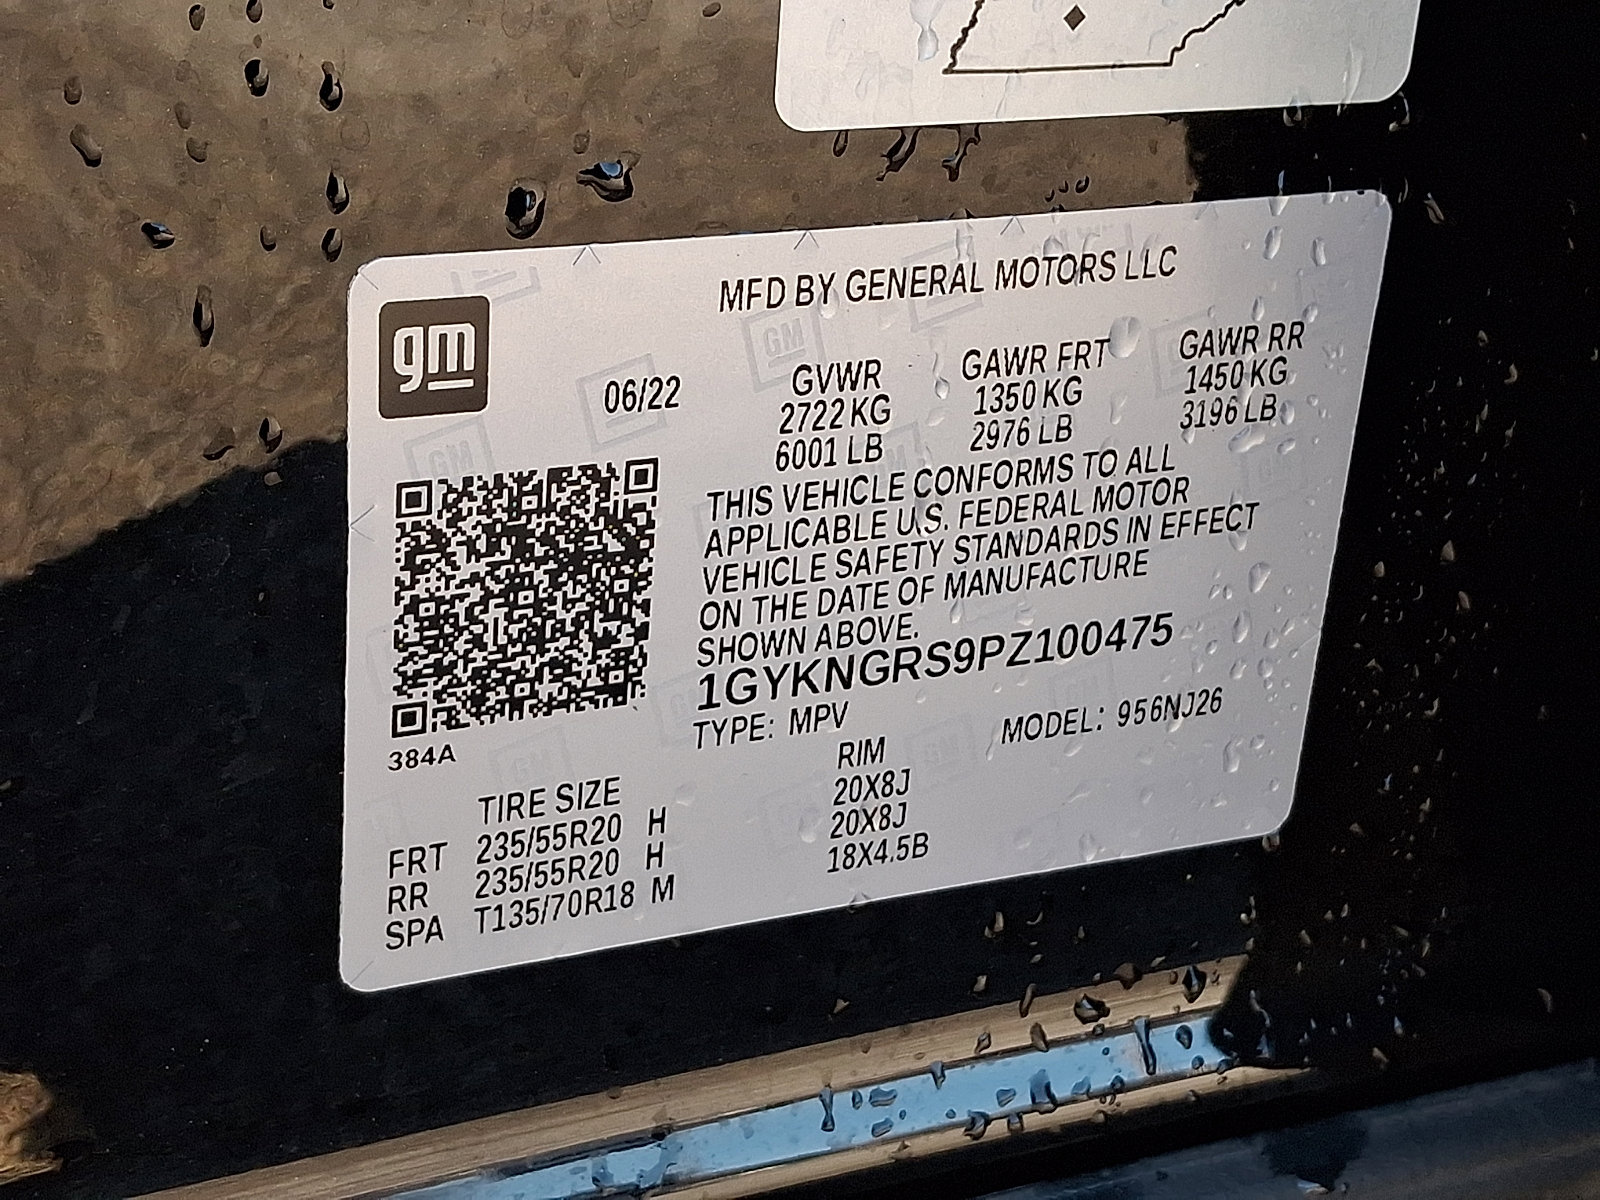 gm
MFD BY GENERAL MOTORS LLC
06/22
GVWR GAWR FRT GAWR RR
2722 KG 1350 KG 1450 KG
6001 LB 2976 LB 3196 LB
THIS VEHICLE CONFORMS TO ALL
APPLICABLE U.S. FEDERAL MOTOR
VEHICLE SAFETY STANDARDS IN EFFECT
ON THE DATE OF MANUFACTURE
SHOWN ABOVE.
1GYKNGRS9PZ100475
TYPE: MPV MODEL: 956NJ26
384A
TIRE SIZE RIM
FRT 235/55R20 H 20X8J
RR 235/55R20 H 20X8J
SPA T135/70R18 M 18X4.5B